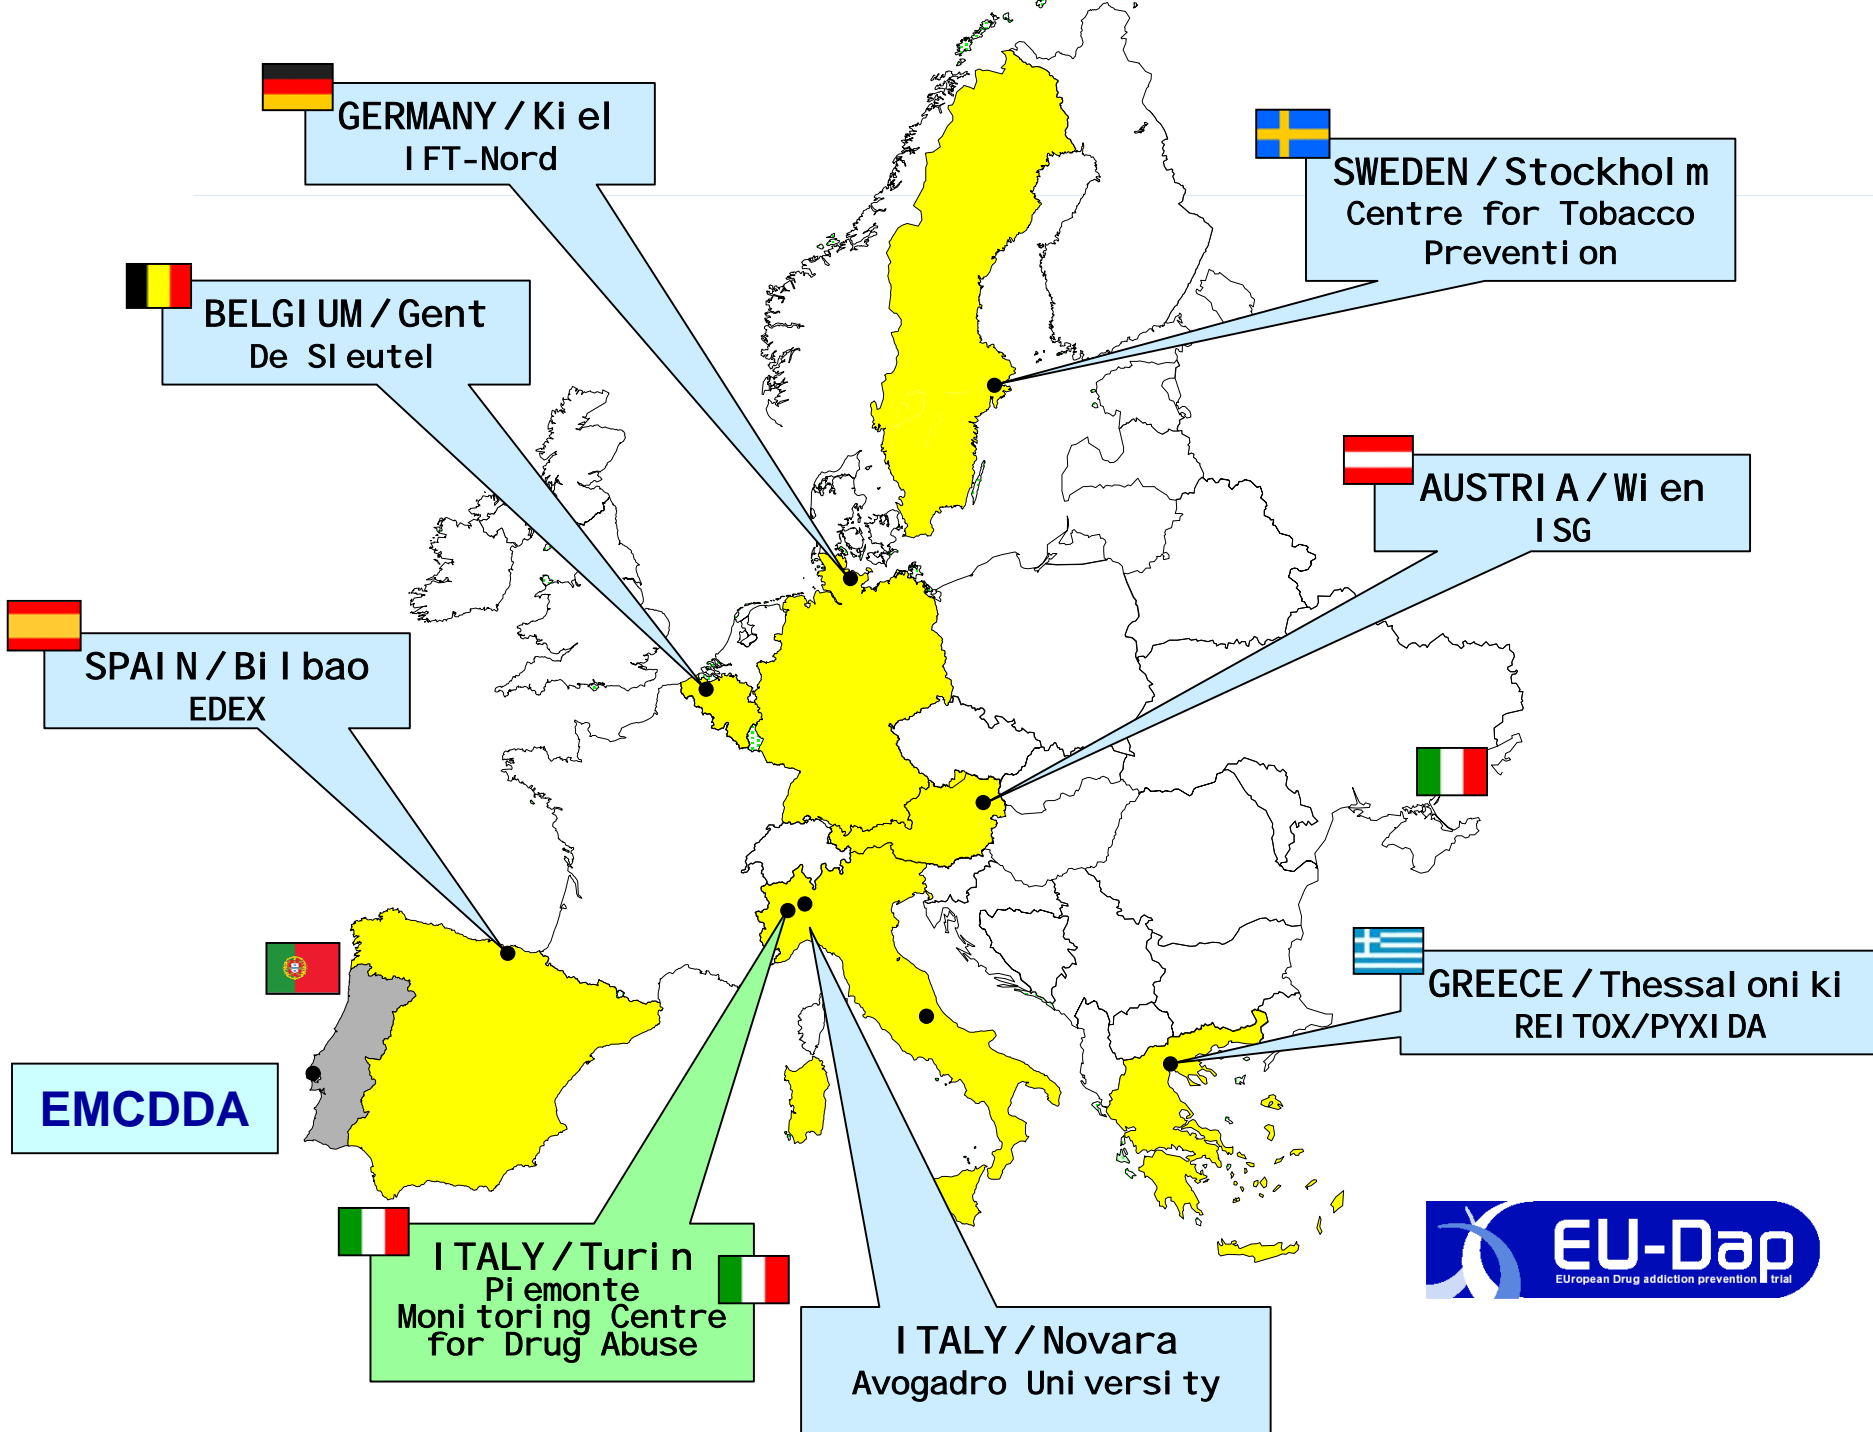 GERMANY/Kiel
IFT-Nord
SWEDEN/Stockholm
Centre for Tobacco
Prevention
BELGIUM/Gent
De Sleutel
AUSTRIA/Wien
ISG
SPAIN/Bilbao
EDEX
GREECE/Thessaloniki
REITOX/PYXIDA
EMCDDA
ITALY/Turin
Piemonte
Monitoring Centre
for Drug Abuse
ITALY/Novara
Avogadro University
EU-Dap
EUropean Drug addiction prevention trial